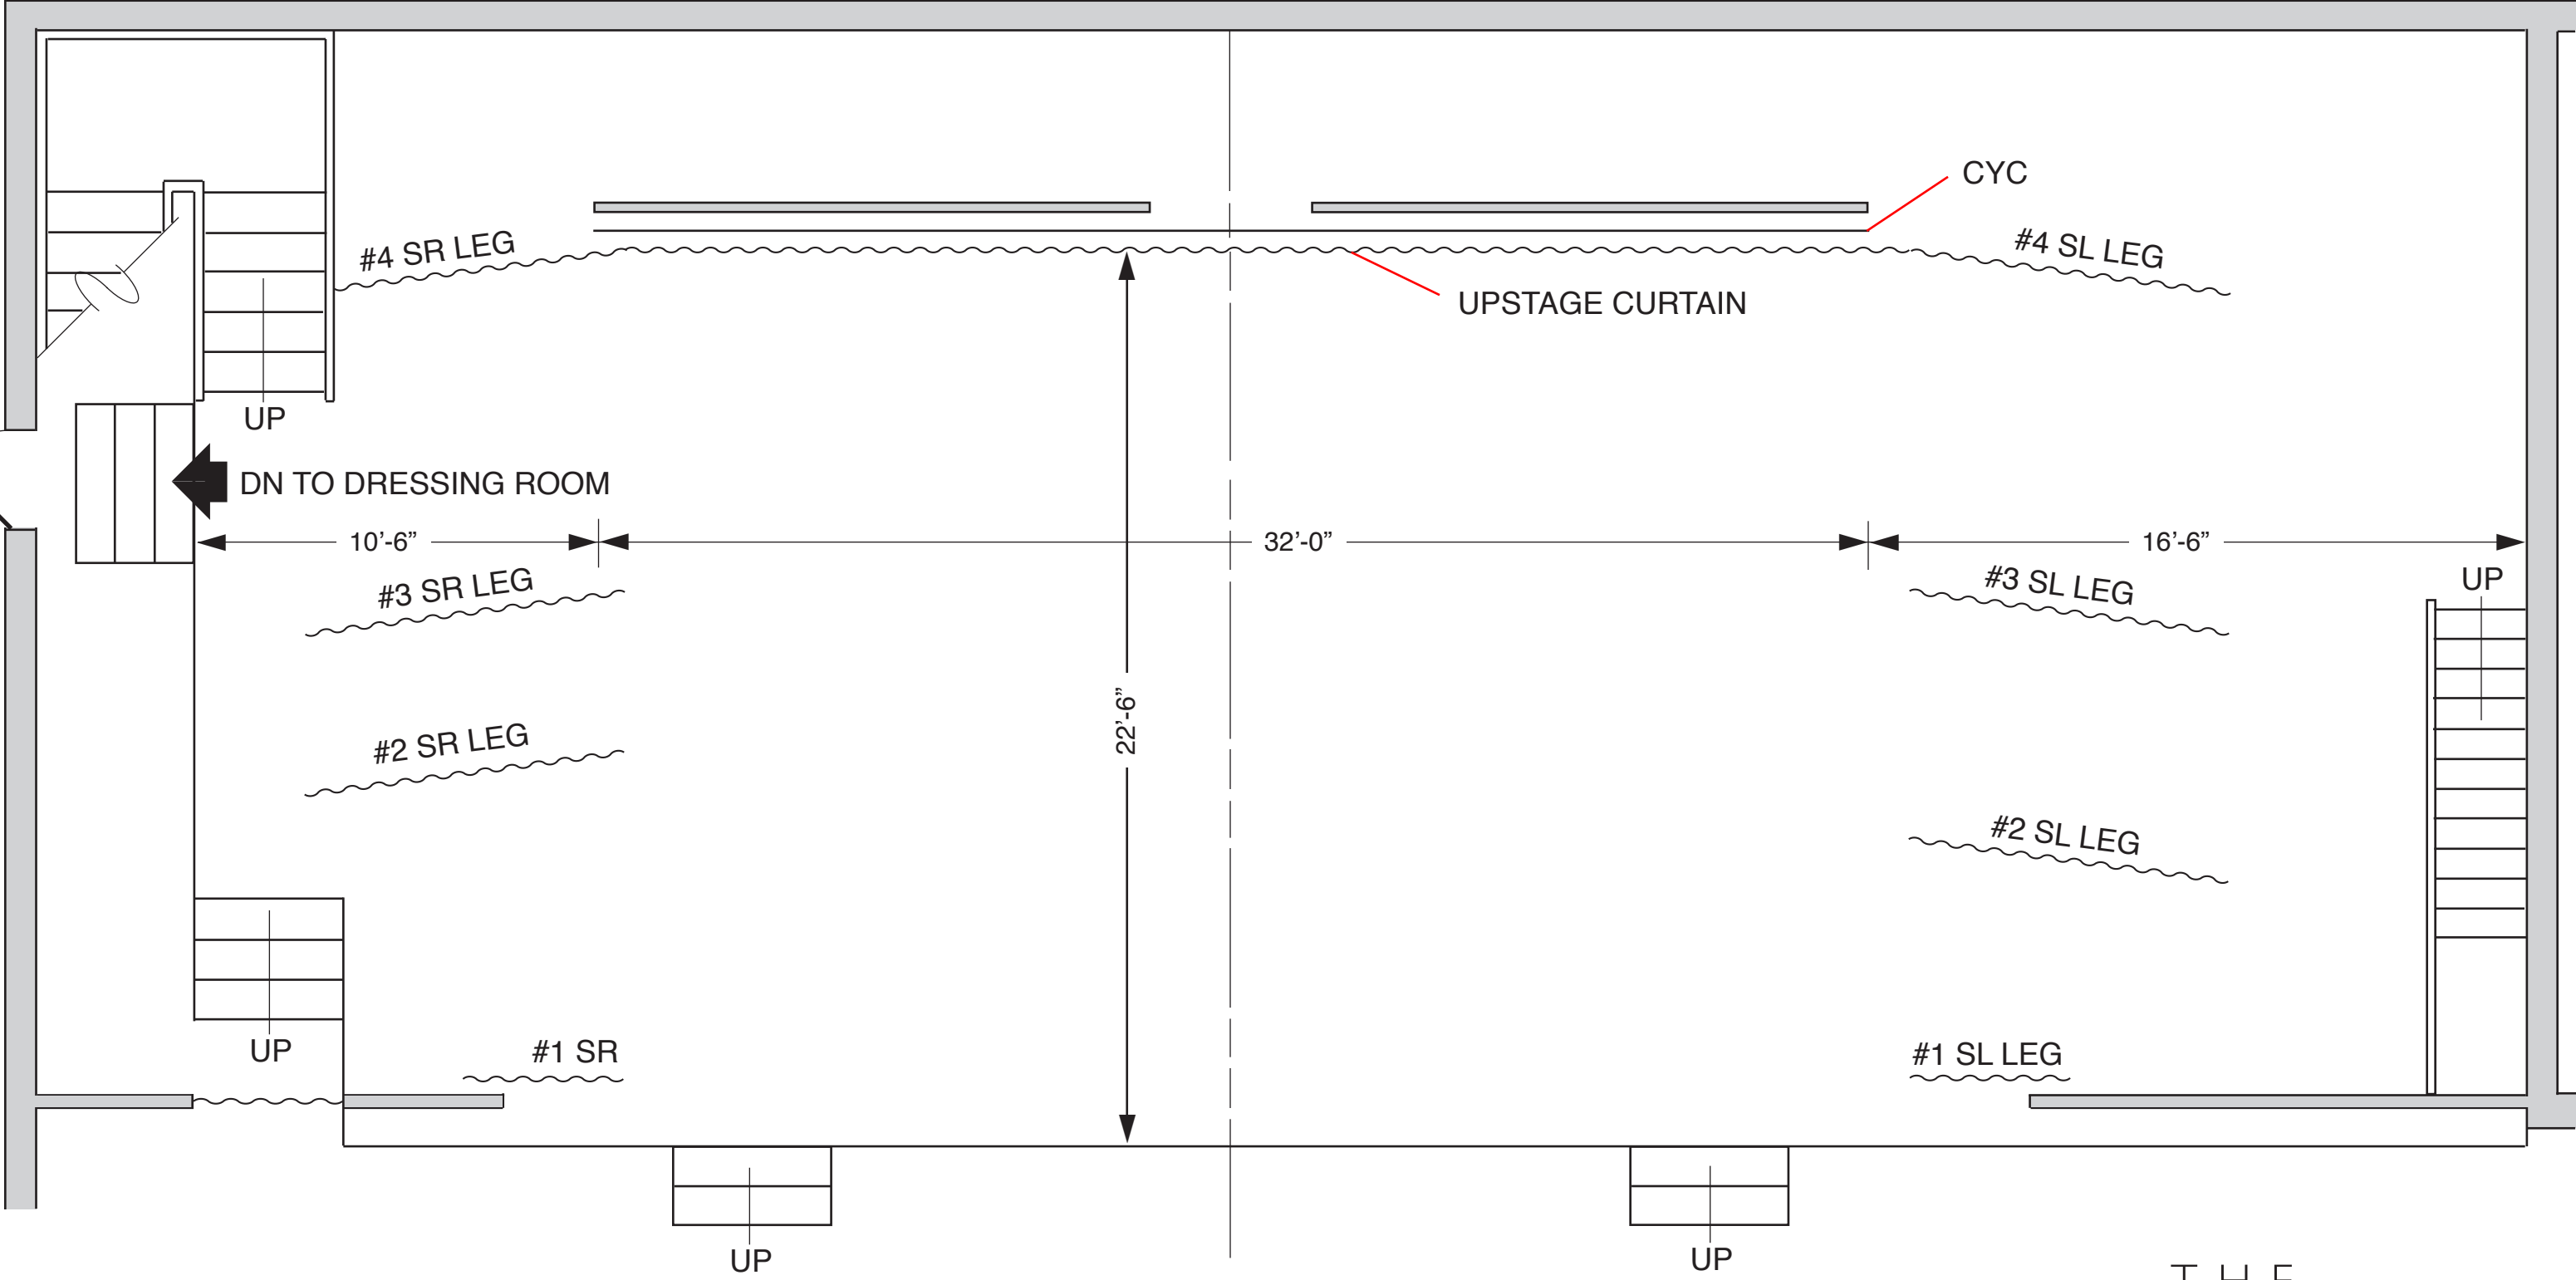 CYC
#4 SR LEG
#4 SL LEG
UPSTAGE CURTAIN
UP
DN TO DRESSING ROOM
10’-6”
32’-0”
16’-6”
#3 SR LEG
#3 SL LEG
UP
22’-6”
#2 SR LEG
#2 SL LEG
UP
#1 SR
#1 SL LEG
UP
UP
THE